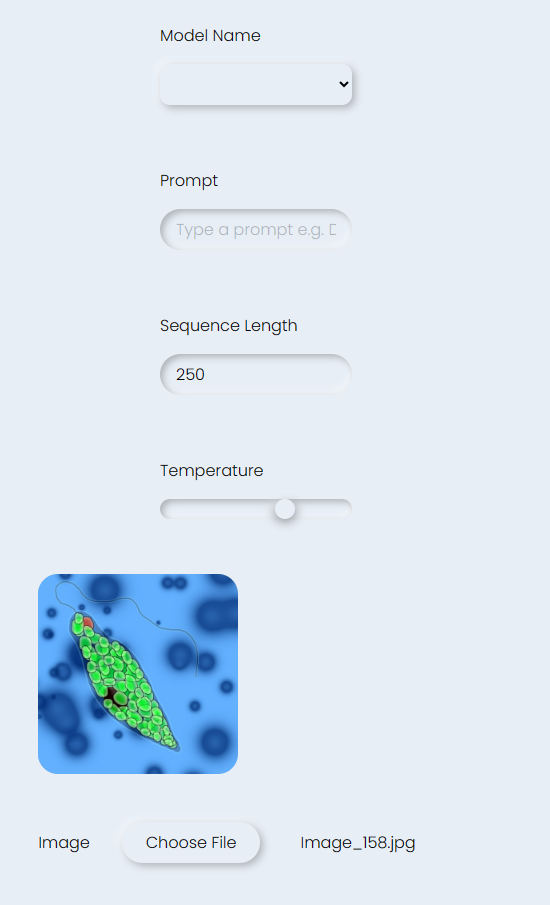 Model Name
Prompt
Type a prompt e.g. D
Sequence Length
250
Temperature
Image
Choose File
Image_158.jpg